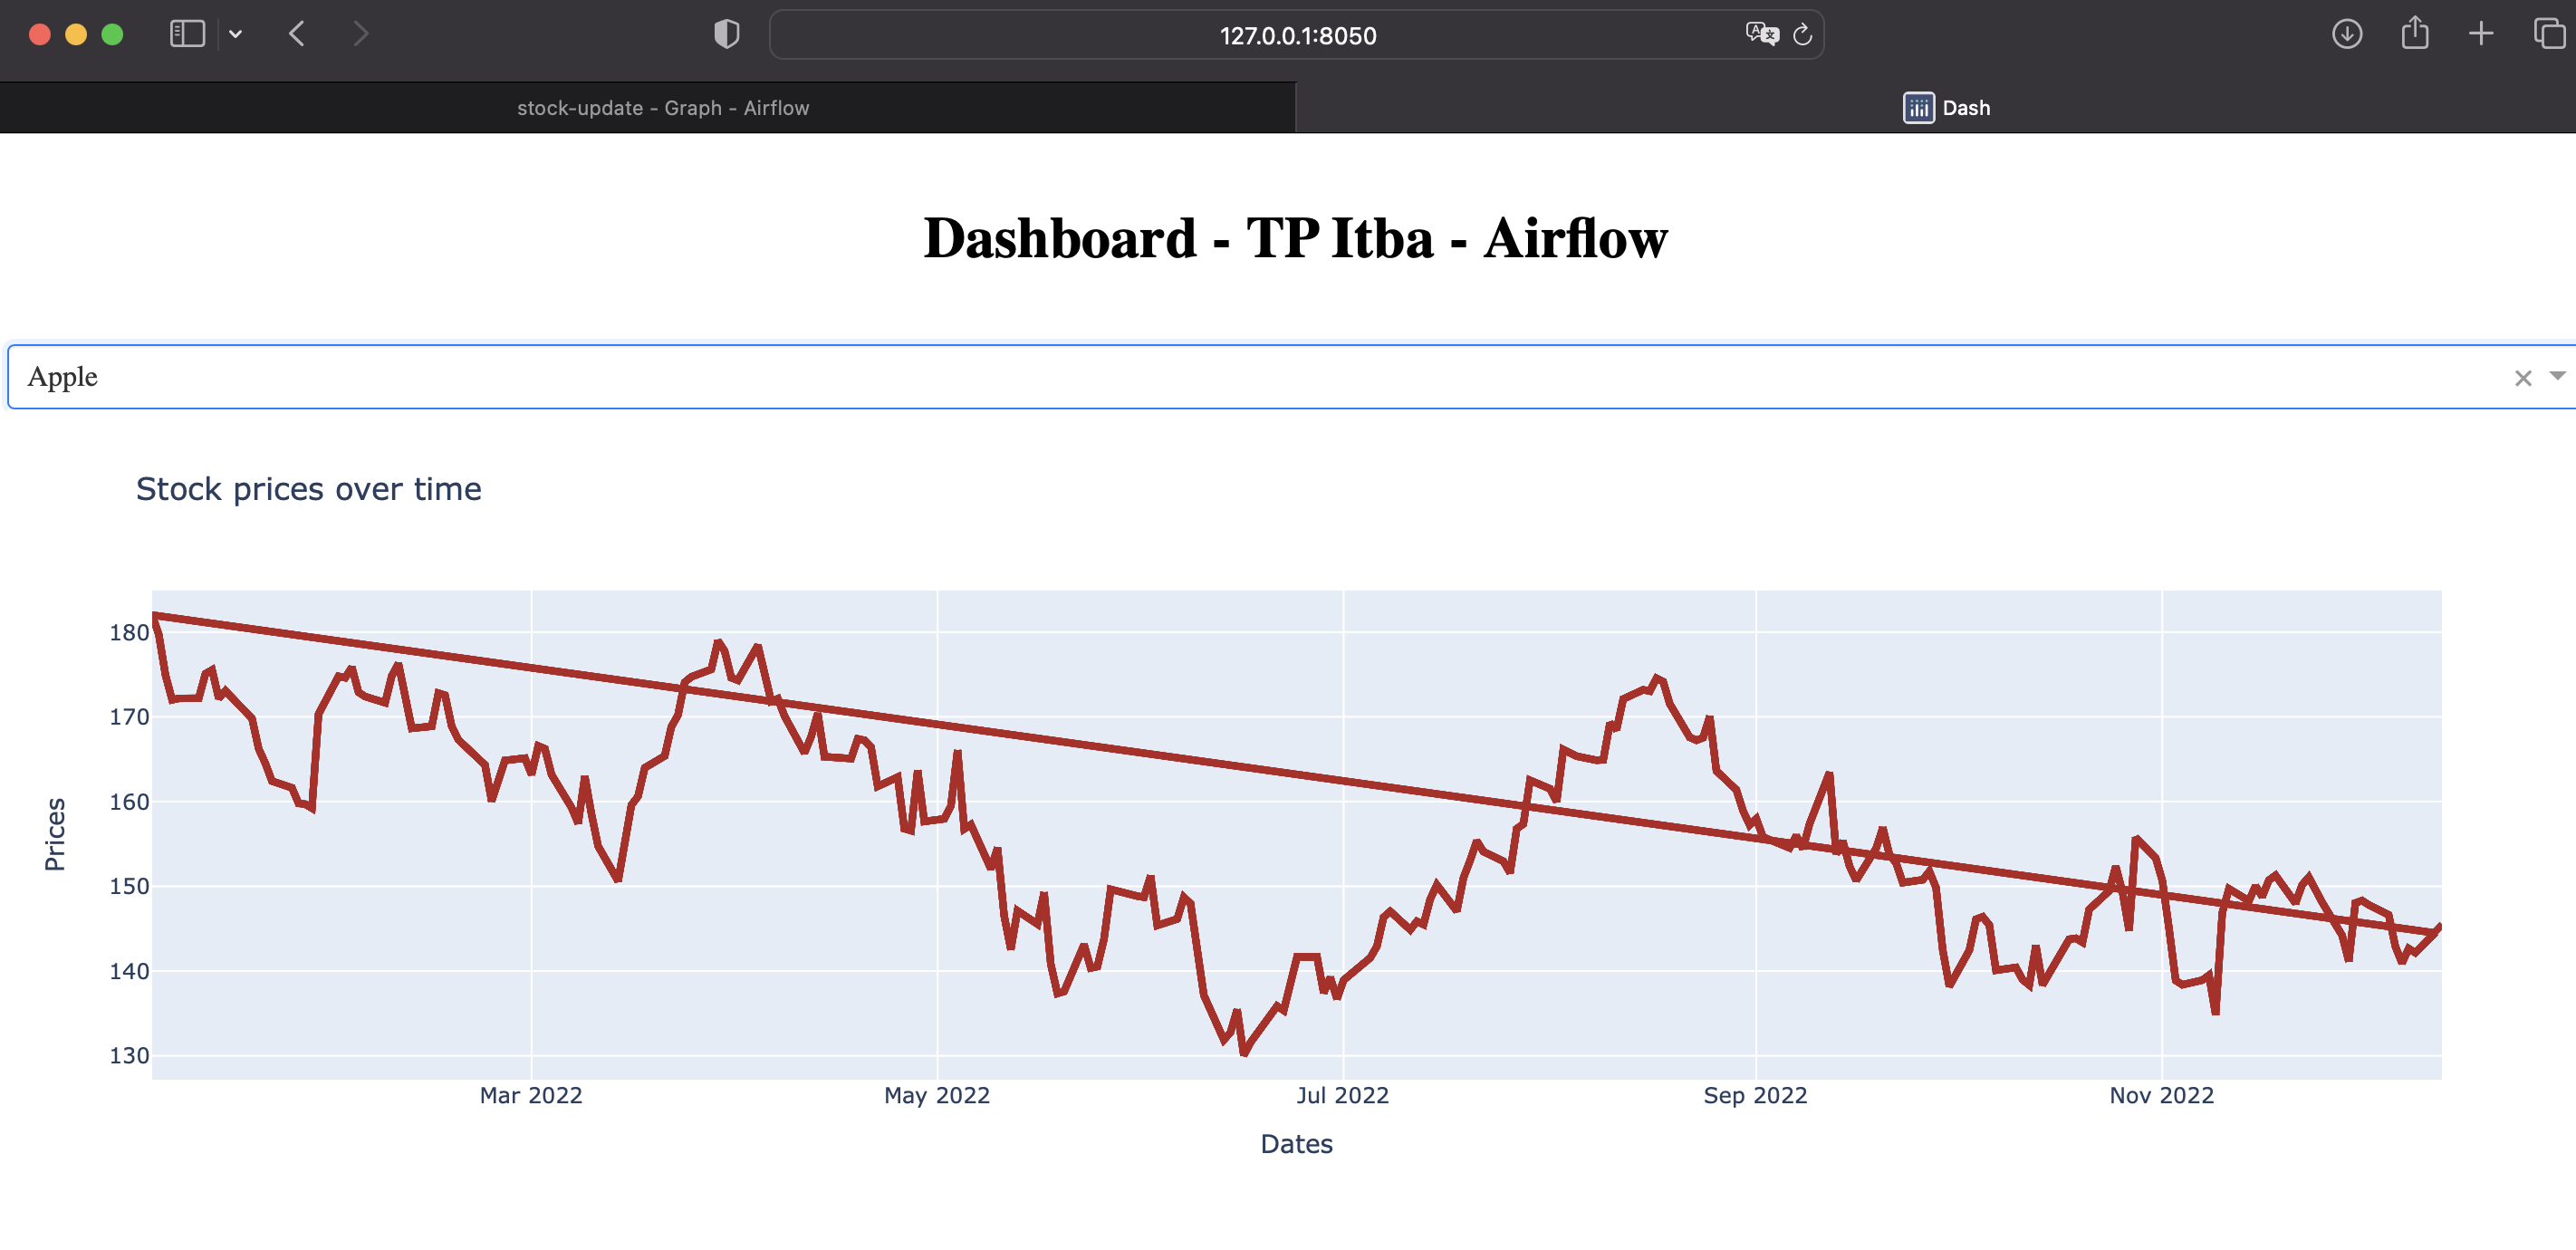 127.0.0.1:8050
stock-update - Graph - Airflow
Dash
Dashboard - TP Itba - Airflow
Apple
Stock prices over time
180
170
160
150
140
130
Prices
Mar 2022
May 2022
Jul 2022
Sep 2022
Nov 2022
Dates